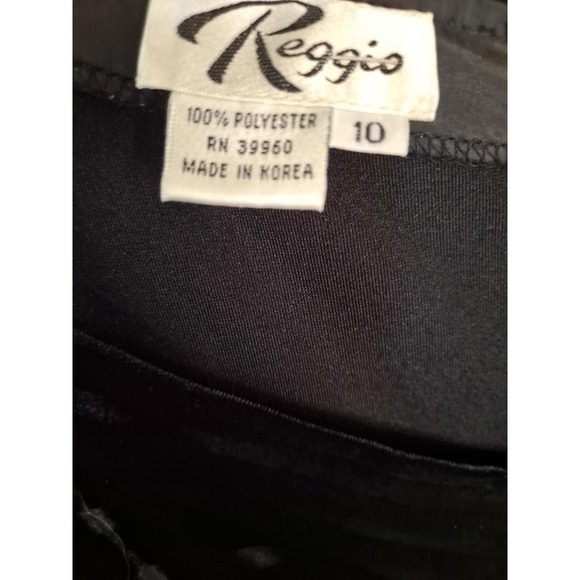 Reggio
100% POLYESTER
RN 39960
MADE IN KOREA
10